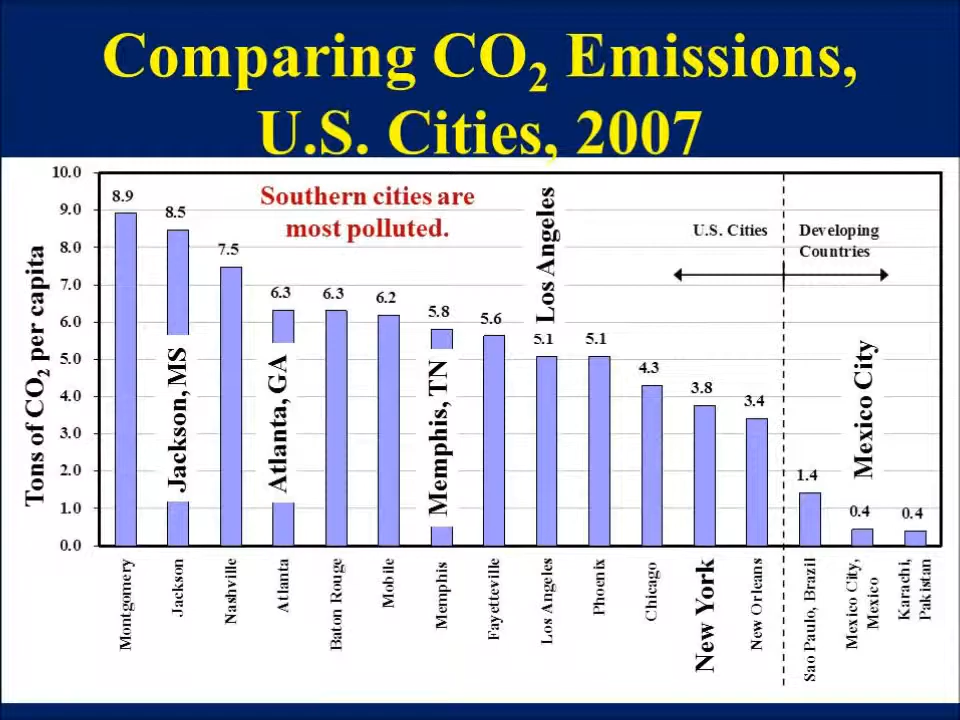 Comparing CO2 Emissions,
U.S. Cities, 2007
Southern cities are
most polluted.
U.S. Cities
Developing
Countries
Tons of CO2 per capita
10.0
9.0
8.0
7.0
6.0
5.0
4.0
3.0
2.0
1.0
0.0
8.9
8.5
7.5
6.3
6.3
6.2
5.8
5.6
5.1
5.1
4.3
3.8
3.4
1.4
0.4
0.4
Jackson, MS
Atlanta, GA
Memphis, TN
Los Angeles
Mexico City
Montgomery
Jackson
Nashville
Atlanta
Baton Rouge
Mobile
Memphis
Fayetteville
Los Angeles
Phoenix
Chicago
New York
New Orleans
Sao Paulo, Brazil
Mexico City,
Mexico
Karachi,
Pakistan